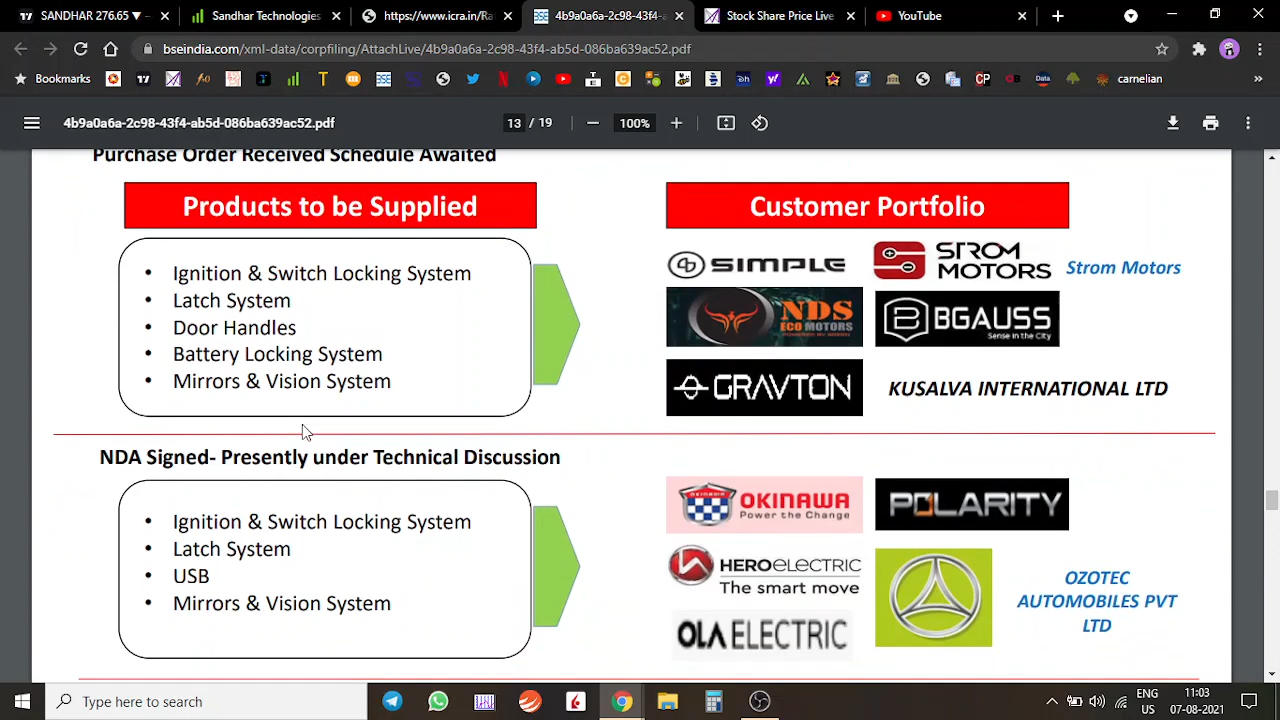 SANDHAR 276.65
Sandhar Technologies
https://www.icra.in/Ra
4b9a0a6a-2c98-43f4-a
Stock Share Price Live
YouTube
bseindia.com/xml-data/corpfiling/AttachLive/4b9a0a6a-2c98-43f4-ab5d-086ba639ac52.pdf
Bookmarks
carnelian
4b9a0a6a-2c98-43f4-ab5d-086ba639ac52.pdf
13 / 19
100%
Purchase Order Received Schedule Awaited
Products to be Supplied
Customer Portfolio
• Ignition & Switch Locking System
• Latch System
• Door Handles
• Battery Locking System
• Mirrors & Vision System
SIMPLE
STROM
MOTORS
Strom Motors
NDS
ECO MOTORS
BGAUSS
Sense in the City
GRAVTON
KUSALVA INTERNATIONAL LTD
NDA Signed- Presently under Technical Discussion
• Ignition & Switch Locking System
• Latch System
• USB
• Mirrors & Vision System
OKINAWA
Power the Change
POLARITY
HEROELECTRIC
The smart move
OLA ELECTRIC
OZOTEC
AUTOMOBILES PVT
LTD
Type here to search
ENG
US
11:03
07-08-2021